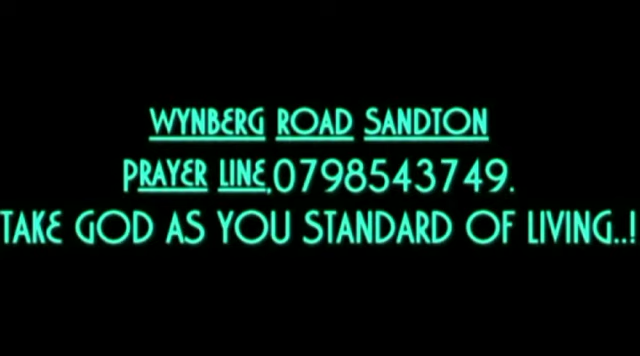 WYNBERG ROAD SANDTON
PRAYER LINE,0798543749.
TAKE GOD AS YOU STANDARD OF LIVING..!